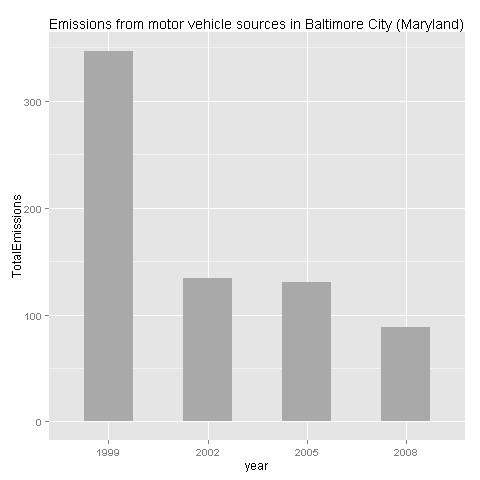 Emissions from motor vehicle sources in Baltimore City (Maryland)
TotalEmissions
300
200
100
0
1999 2002 2005 2008
year